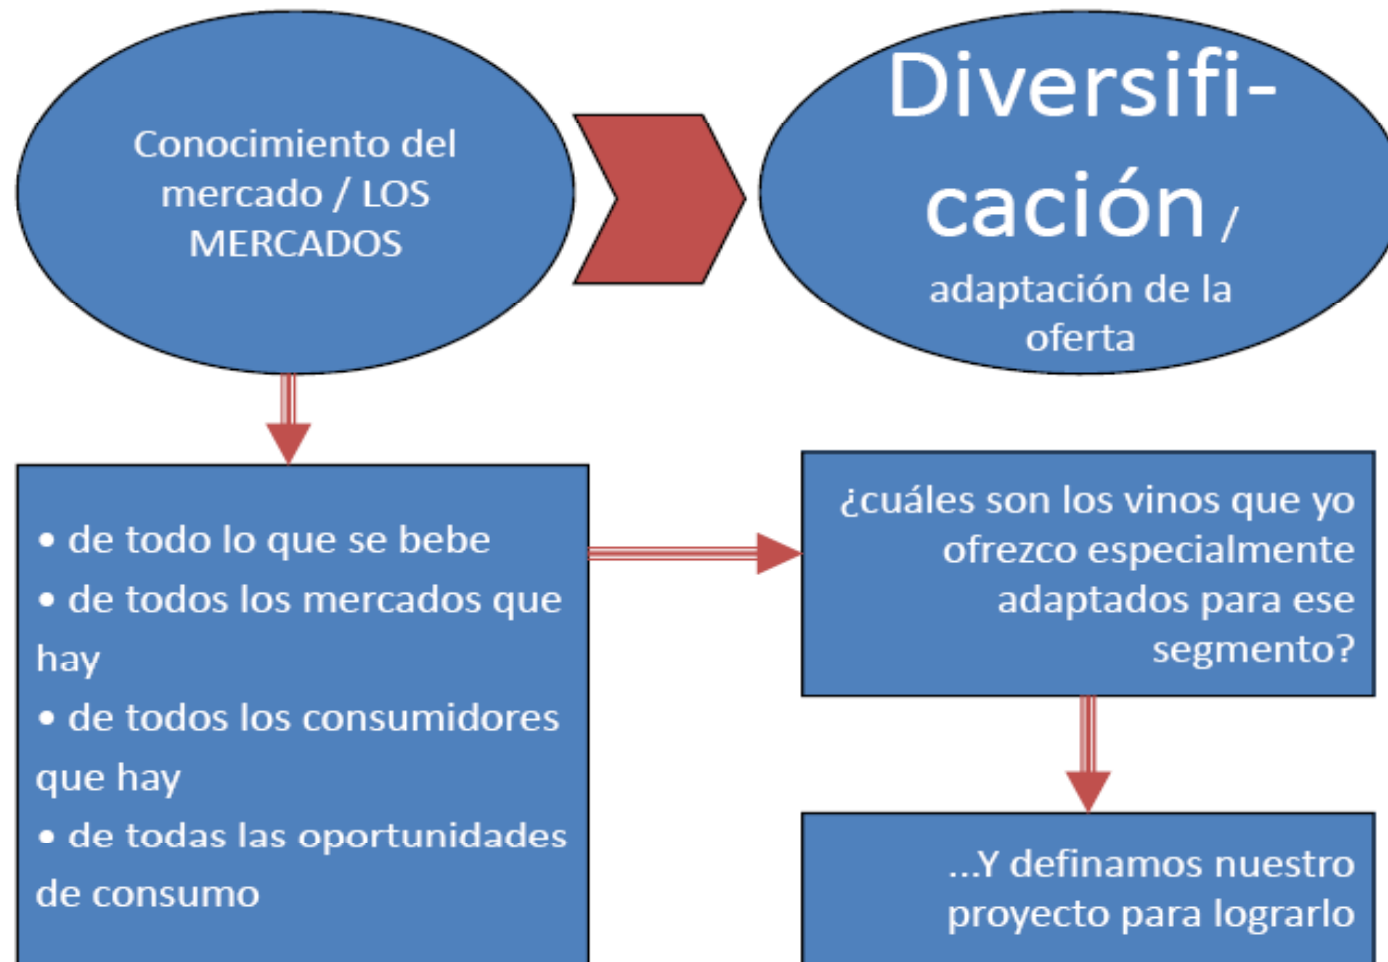 Conocimiento del
mercado / LOS
MERCADOS
Diversifi-
cación /
adaptación de la
oferta
• de todo lo que se bebe
• de todos los mercados que
hay
• de todos los consumidores
que hay
• de todas las oportunidades
de consumo
¿cuáles son los vinos que yo
ofrezco especialmente
adaptados para ese
segmento?
...Y definamos nuestro
proyecto para lograrlo